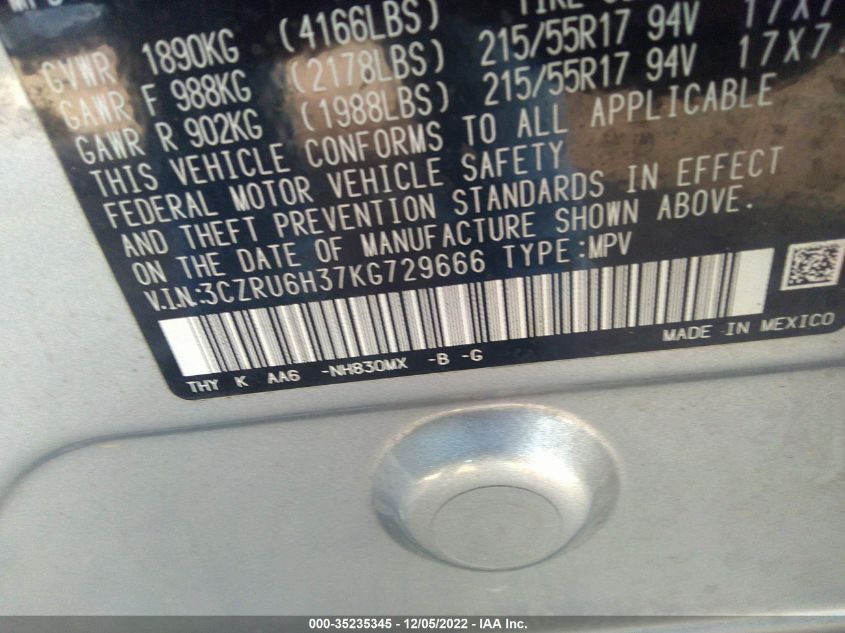 GVWR 1890KG (4166LBS) TIRE
GAWR F 988KG (2178LBS) 215/55R17 94V 17X7
GAWR R 902KG (1988LBS) 215/55R17 94V 17X7.
THIS VEHICLE CONFORMS TO ALL APPLICABLE
FEDERAL MOTOR VEHICLE SAFETY
AND THEFT PREVENTION STANDARDS IN EFFECT
ON THE DATE OF MANUFACTURE SHOWN ABOVE.
V.I.N:3CZRU6H37KG729666 TYPE:MPV
THY K AA6 -NH830MX -B -G MADE IN MEXICO
000-35235345 - 12/05/2022 - IAA Inc.